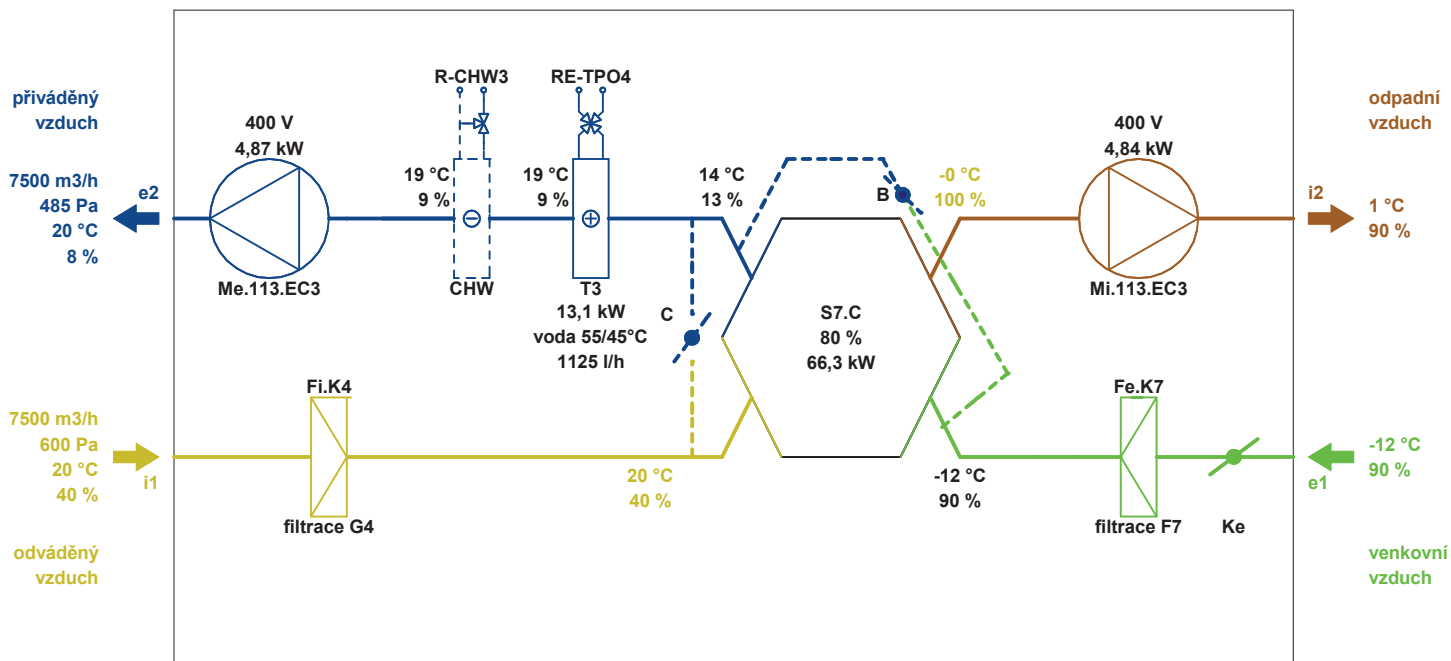 přiváděný
vzduch
7500 m3/h
485 Pa
20 °C
8 %
e2
400 V
4,87 kW
Me.113.EC3
R-CHW3
19 °C
9 %
CHW
RE-TPO4
19 °C
9 %
T3
13,1 kW
voda 55/45°C
1125 l/h
14 °C
13 %
C
B
-0 °C
100 %
S7.C
80 %
66,3 kW
400 V
4,84 kW
Mi.113.EC3
odpadní
vzduch
i2
1 °C
90 %
7500 m3/h
600 Pa
20 °C
40 %
i1
odváděný
vzduch
Fi.K4
filtrace G4
20 °C
40 %
-12 °C
90 %
Fe.K7
filtrace F7
Ke
-12 °C
90 %
e1
venkovní
vzduch